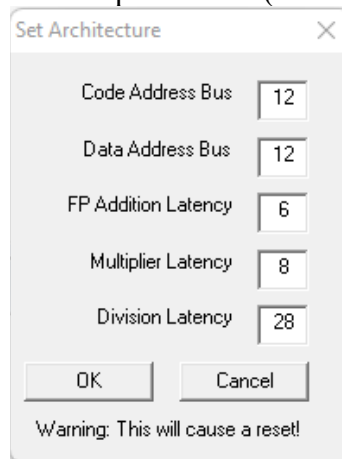 Set Architecture
Code Address Bus 12
Data Address Bus 12
FP Addition Latency 6
Multiplier Latency 8
Division Latency 28
OK Cancel
Warning: This will cause a reset!